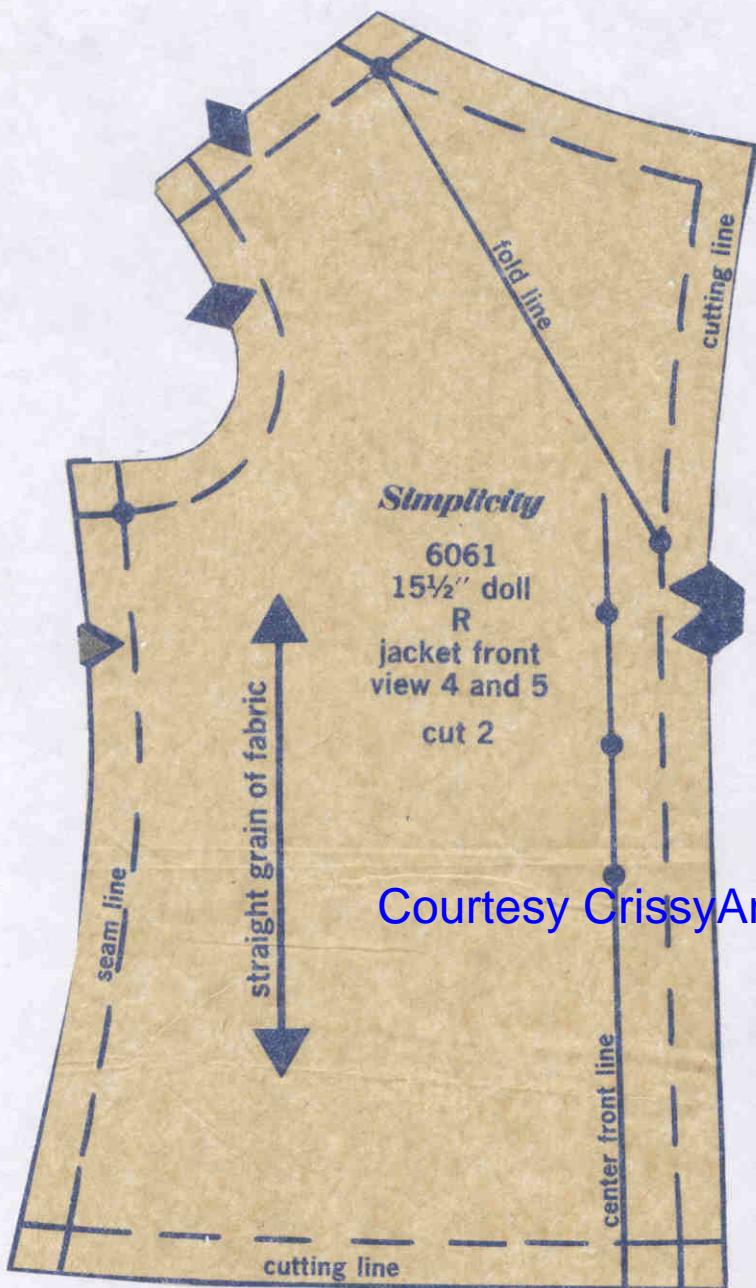 fold line
cutting line
Simplicity
6061
15½″ doll
R
jacket front
view 4 and 5
cut 2
straight grain of fabric
seam line
Courtesy
center front line
cutting line